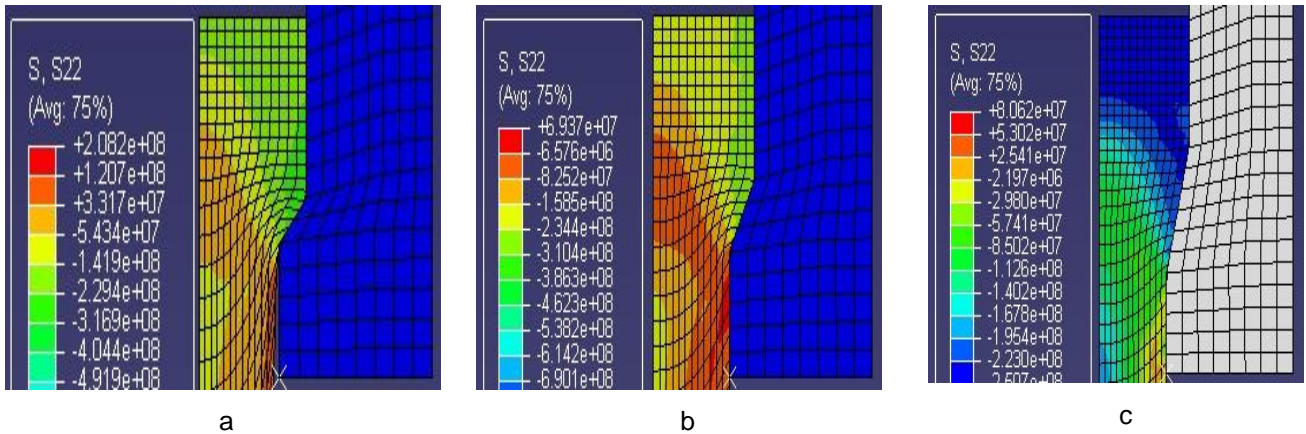 S, S22
(Avg: 75%)
+2.082e+08
+1.207e+08
+3.317e+07
-5.434e+07
-1.419e+08
-2.294e+08
-3.169e+08
-4.044e+08
-4.919e+08
a
S, S22
(Avg: 75%)
+6.937e+07
-6.576e+06
-8.252e+07
-1.585e+08
-2.344e+08
-3.104e+08
-3.863e+08
-4.623e+08
-5.382e+08
-6.142e+08
-6.901e+08
b
S, S22
(Avg: 75%)
+8.062e+07
+5.302e+07
+2.541e+07
-2.197e+06
-2.980e+07
-5.741e+07
-8.502e+07
-1.126e+08
-1.402e+08
-1.678e+08
-1.954e+08
-2.230e+08
c